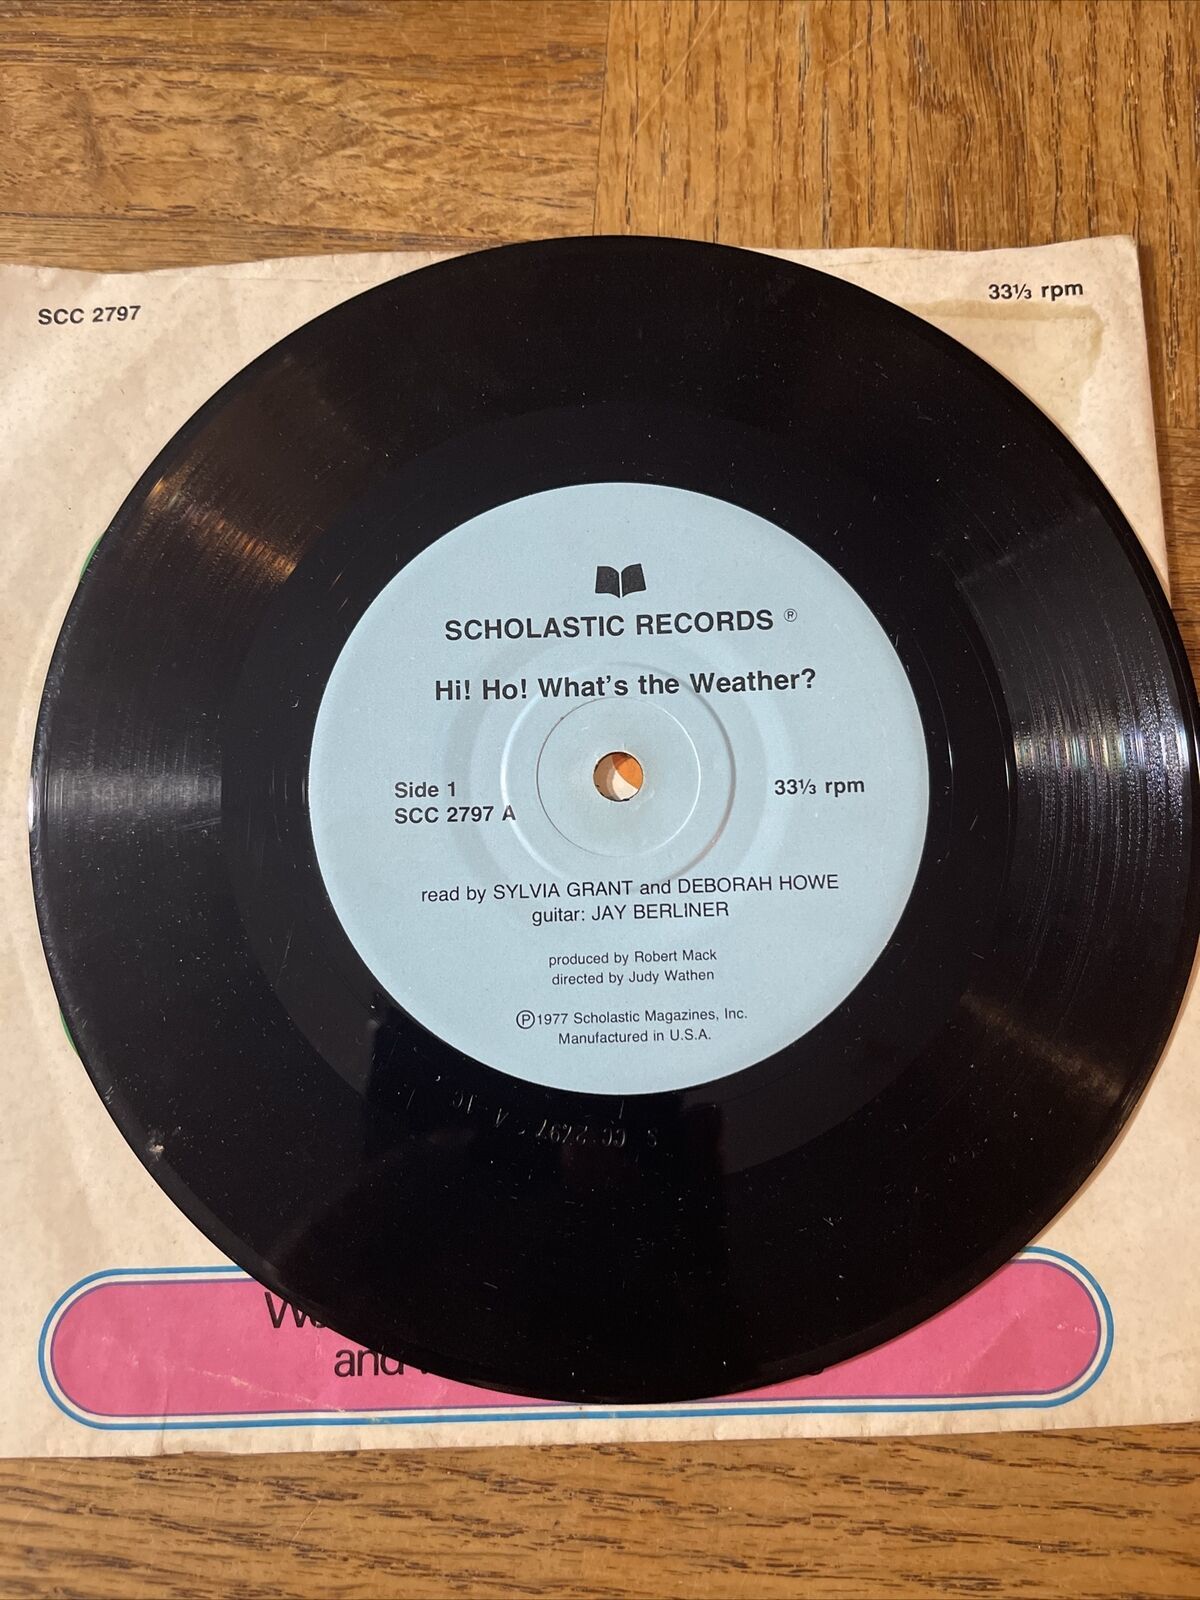 SCC 2797
33⅓ rpm
SCHOLASTIC RECORDS ®
Hi! Ho! What's the Weather?
Side 1
SCC 2797 A
33⅓ rpm
read by SYLVIA GRANT and DEBORAH HOWE
guitar: JAY BERLINER
produced by Robert Mack
directed by Judy Wathen
Ⓟ1977 Scholastic Magazines, Inc.
Manufactured in U.S.A.
and